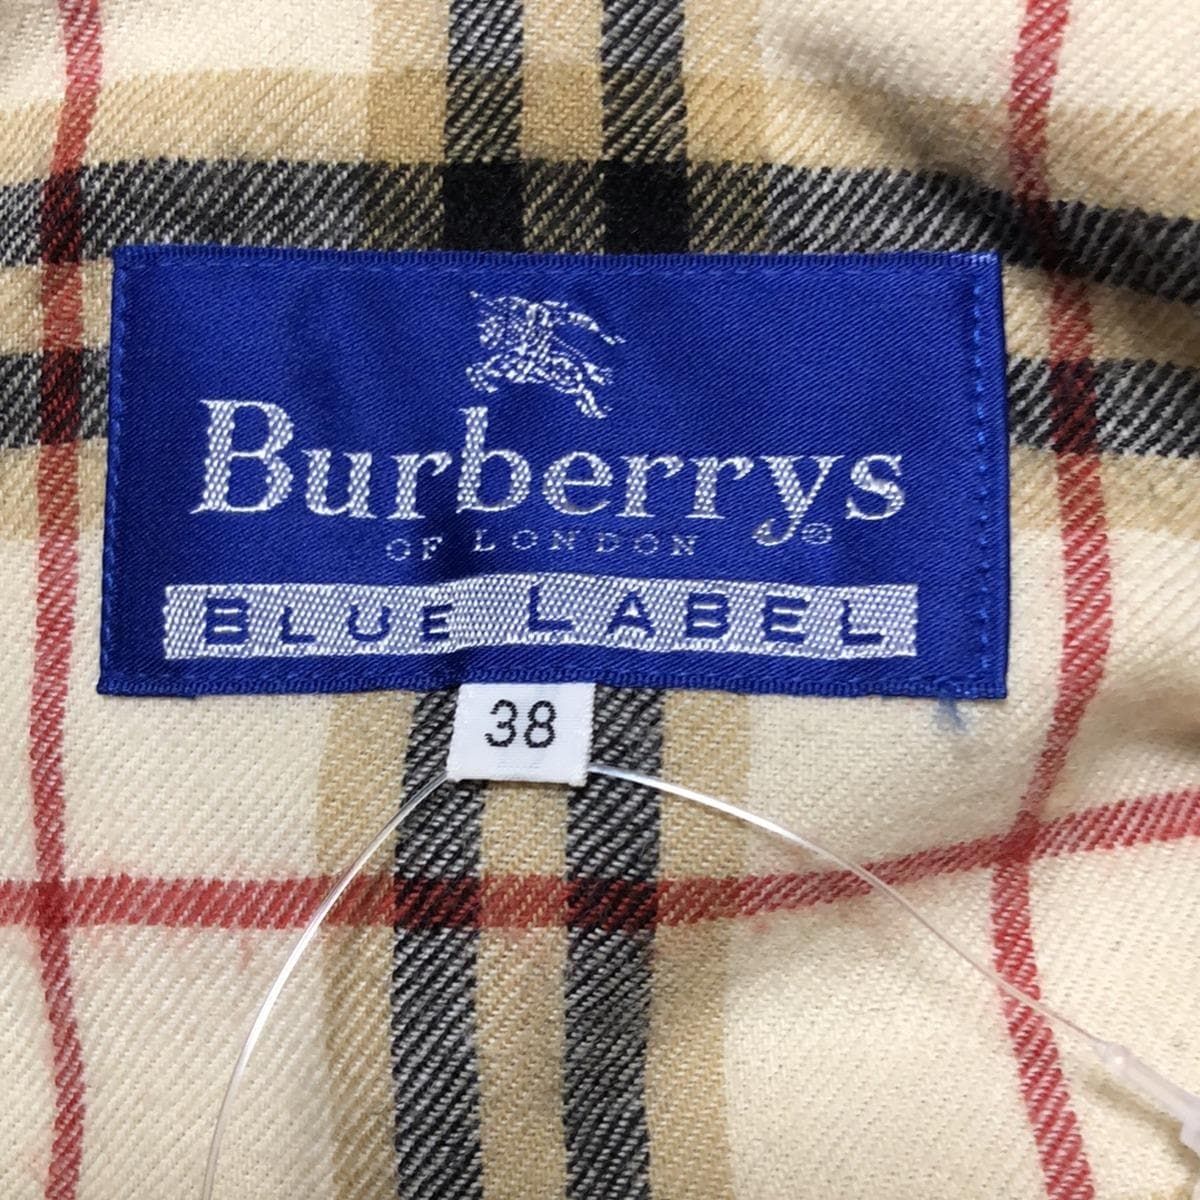 Burberrys®
OF LONDON
BLUE LABEL
38